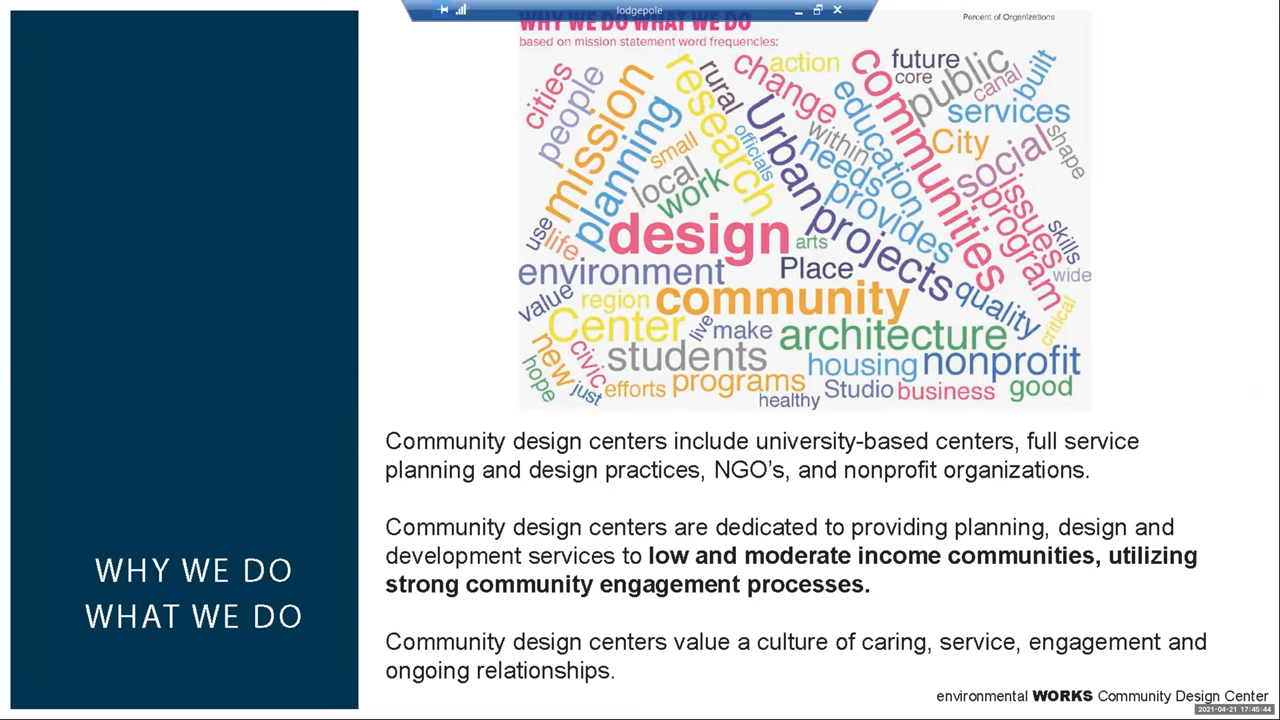 lodgepole
WHY WE DO WHAT WE DO
Percent of Organizations
based on mission statement word frequencies:
cities
people
mission
planning
research
rural
change
action
communities
future
core
public
canal
built
services
City
shape
social
issues
program
skills
wide
education
within
needs
provides
officials
Urban
projects
small
local
work
use
life
design
arts
Place
environment
value
region
community
quality
critical
Center
live
make
architecture
new
civic
students
housing
nonprofit
hope
just
efforts
programs
healthy
Studio
business
good
Community design centers include university-based centers, full service
planning and design practices, NGO’s, and nonprofit organizations.
Community design centers are dedicated to providing planning, design and
development services to low and moderate income communities, utilizing
strong community engagement processes.
WHY WE DO
WHAT WE DO
Community design centers value a culture of caring, service, engagement and
ongoing relationships.
environmental WORKS Community Design Center
2021-04-21 17:45:44